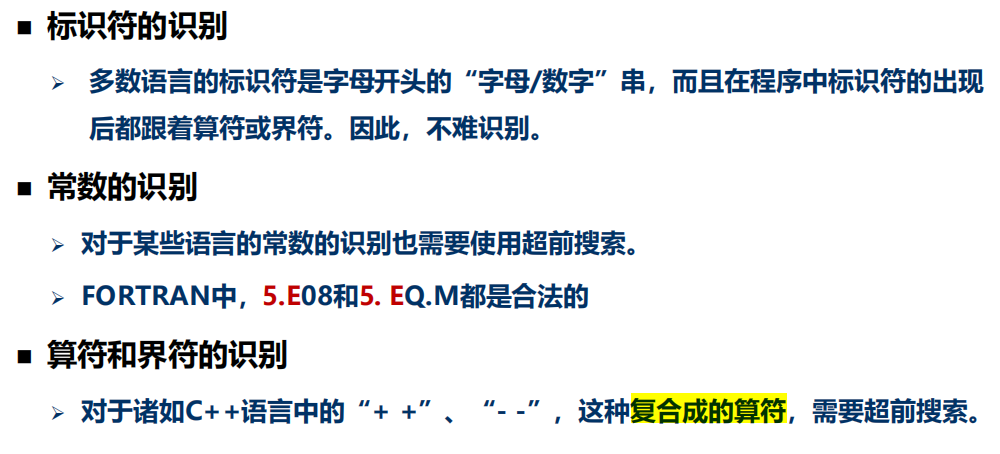 ■ 标识符的识别
➢ 多数语言的标识符是字母开头的“字母/数字”串，而且在程序中标识符的出现
后都跟着算符或界符。因此，不难识别。
■ 常数的识别
➢ 对于某些语言的常数的识别也需要使用超前搜索。
➢ FORTRAN中，5.E08和5. EQ.M都是合法的
■ 算符和界符的识别
➢ 对于诸如C++语言中的“+ +”、“- -”，这种复合成的算符，需要超前搜索。